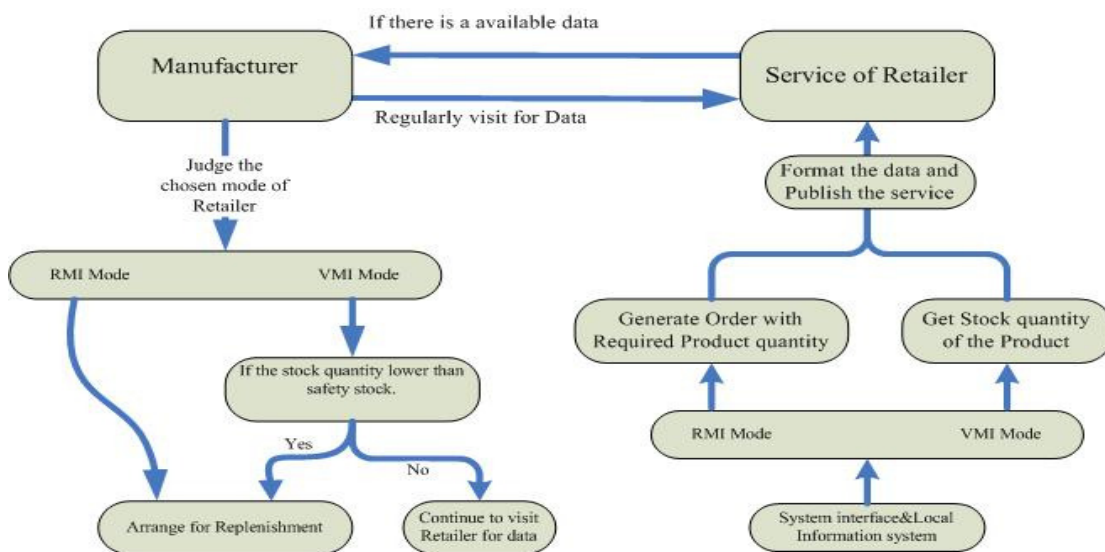 If there is a available data
Manufacturer
Service of Retailer
Regularly visit for Data
Judge the
chosen mode of
Retailer
Format the data and
Publish the service
RMI Mode
VMI Mode
Generate Order with
Required Product quantity
Get Stock quantity
of the Product
If the stock quantity lower than
safety stock.
RMI Mode
VMI Mode
Yes
No
Arrange for Replenishment
Continue to visit
Retailer for data
System interface&Local
Information system